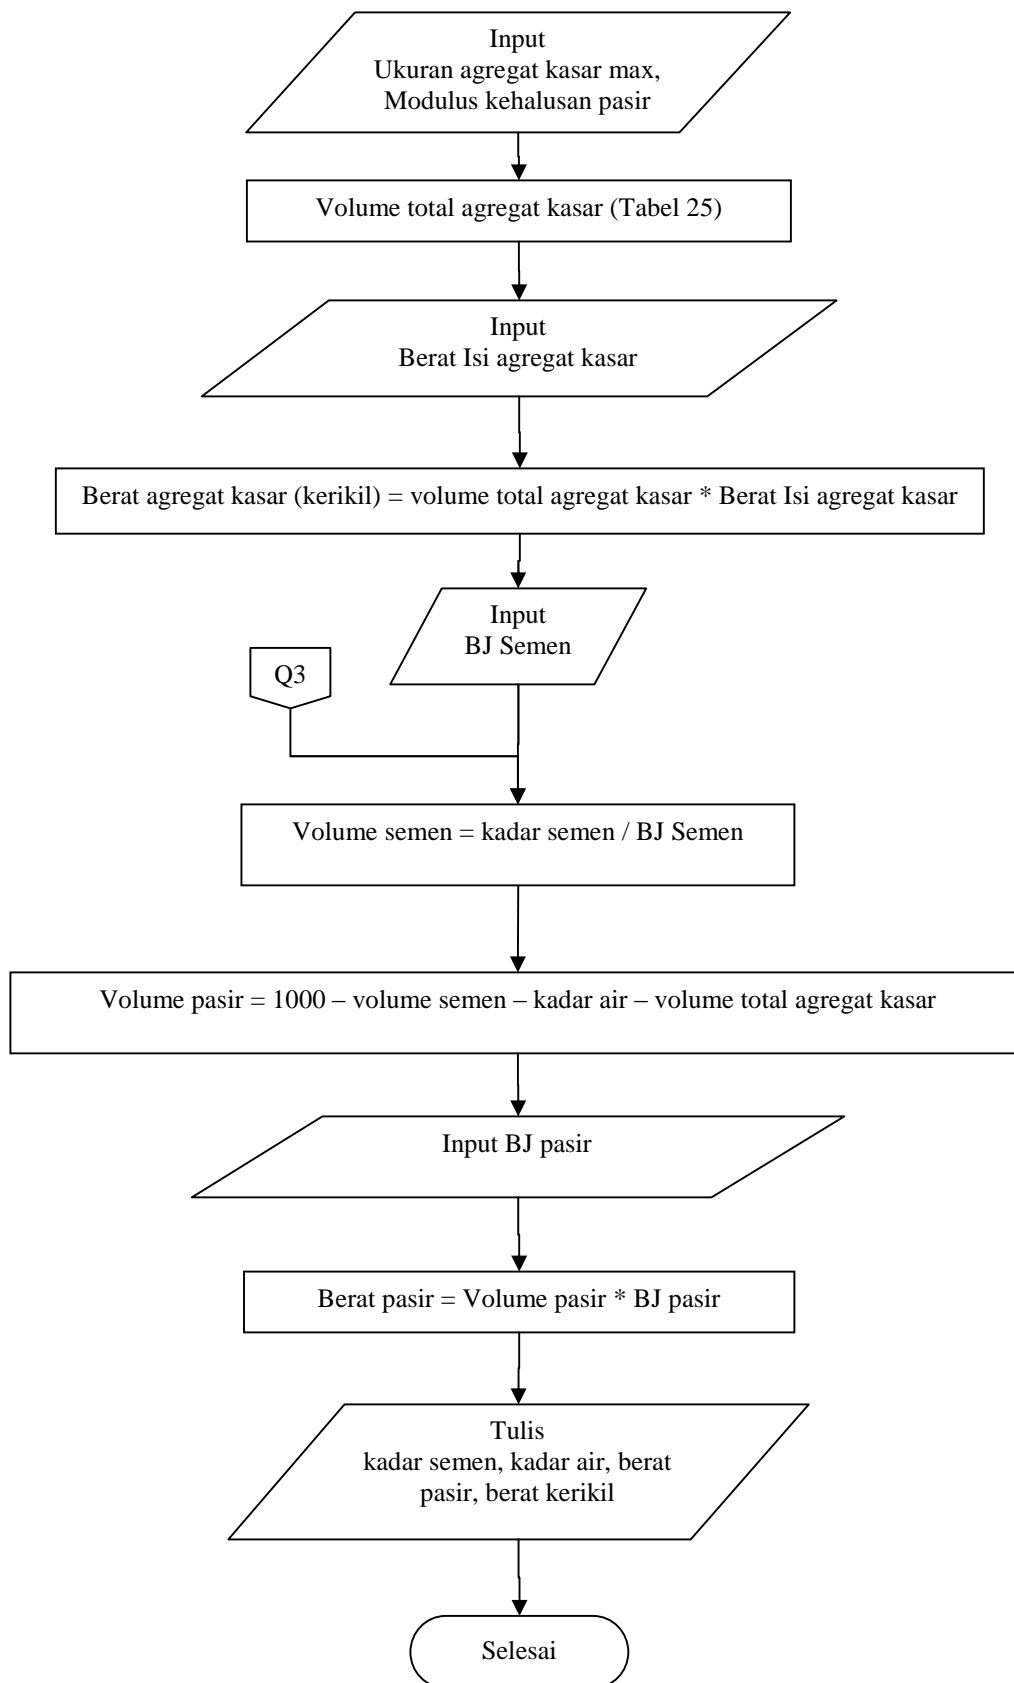 Input
Ukuran agregat kasar max,
Modulus kehalusan pasir
Volume total agregat kasar (Tabel 25)
Input
Berat Isi agregat kasar
Berat agregat kasar (kerikil) = volume total agregat kasar * Berat Isi agregat kasar
Input
BJ Semen
Q3
Volume semen = kadar semen / BJ Semen
Volume pasir = 1000 – volume semen – kadar air – volume total agregat kasar
Input BJ pasir
Berat pasir = Volume pasir * BJ pasir
Tulis
kadar semen, kadar air, berat
pasir, berat kerikil
Selesai